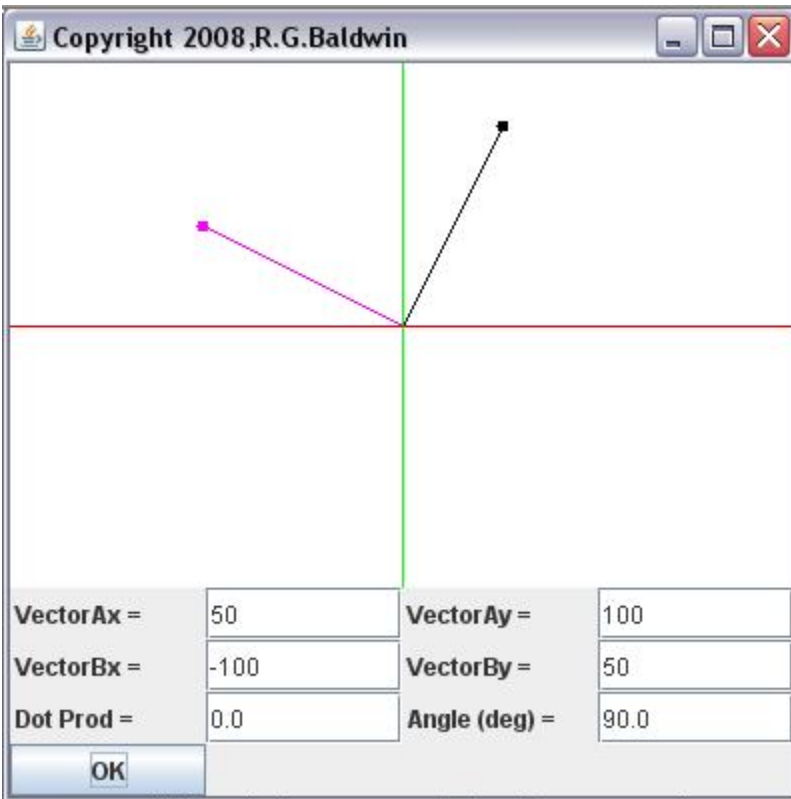 Copyright 2008,R.G.Baldwin
VectorAx = 50 VectorAy = 100
VectorBx = -100 VectorBy = 50
Dot Prod = 0.0 Angle (deg) = 90.0
OK